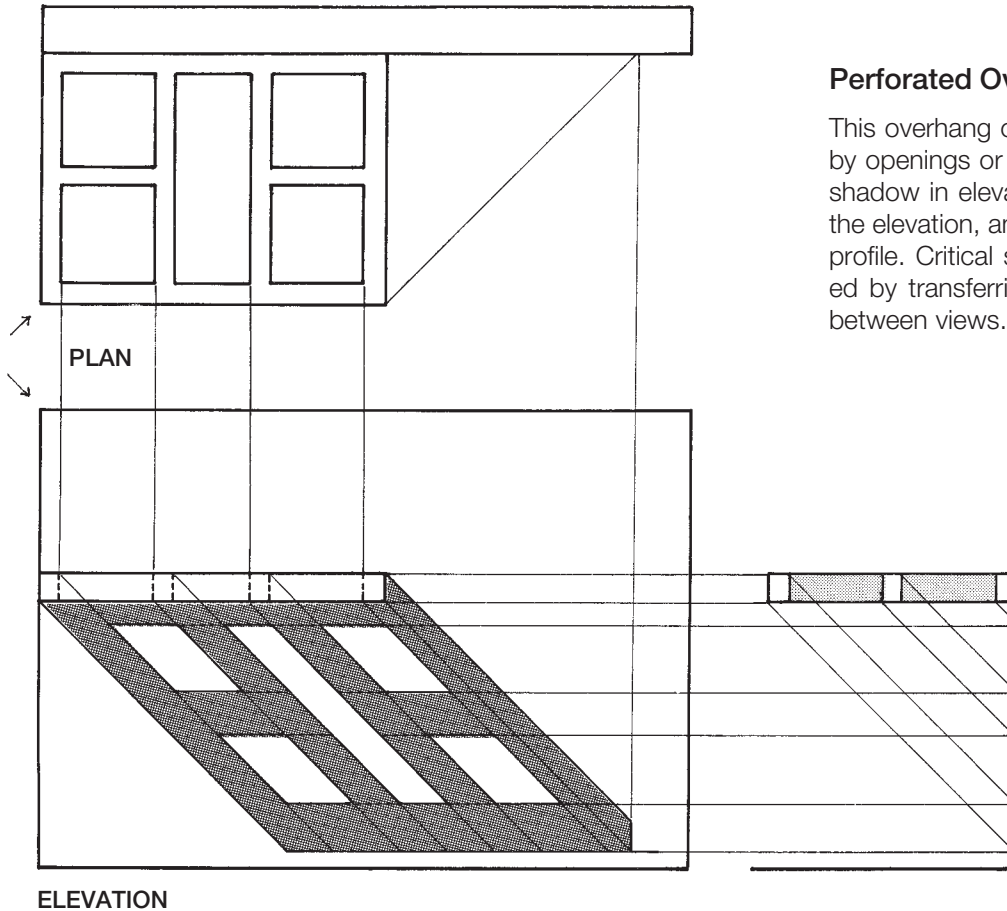 Perforated Ov
This overhang
by openings or
shadow in eleva
the elevation, an
profile. Critical s
ed by transferri
between views.
PLAN
ELEVATION